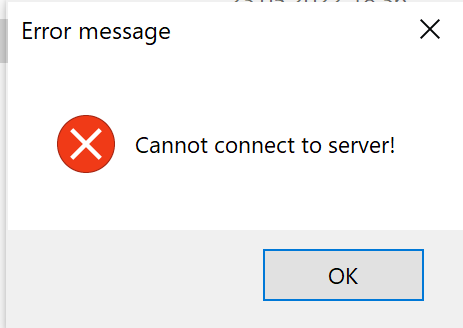 Error message
Cannot connect to server!
OK